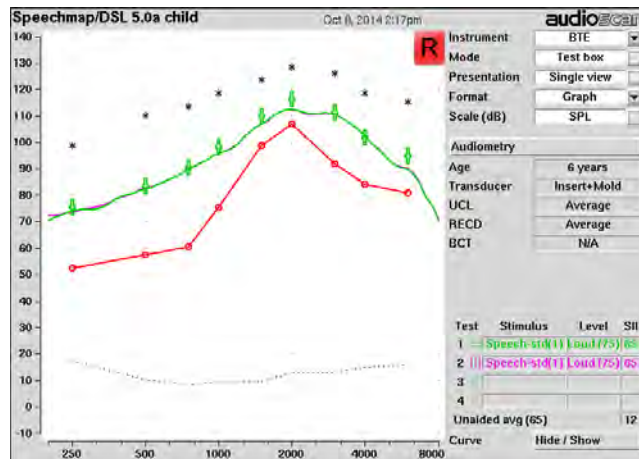 Speechmap/DSL 5.0a child
Oct 8, 2014 2:17pm
audioscan
R
140
130
120
110
100
90
80
70
60
50
40
30
20
10
0
-10
250
500
1000
2000
4000
8000
Instrument BTE
Mode Test box
Presentation Single view
Format Graph
Scale (dB) SPL
Audiometry
Age 6 years
Transducer Insert+Mold
UCL Average
RECD Average
BCT N/A
Test Stimulus Level SII
1 Speech-std(1) Loud (75) 65
2 Speech-std(1) Loud (75) 65
3
4
Unaided avg (65) 12
Curve Hide / Show